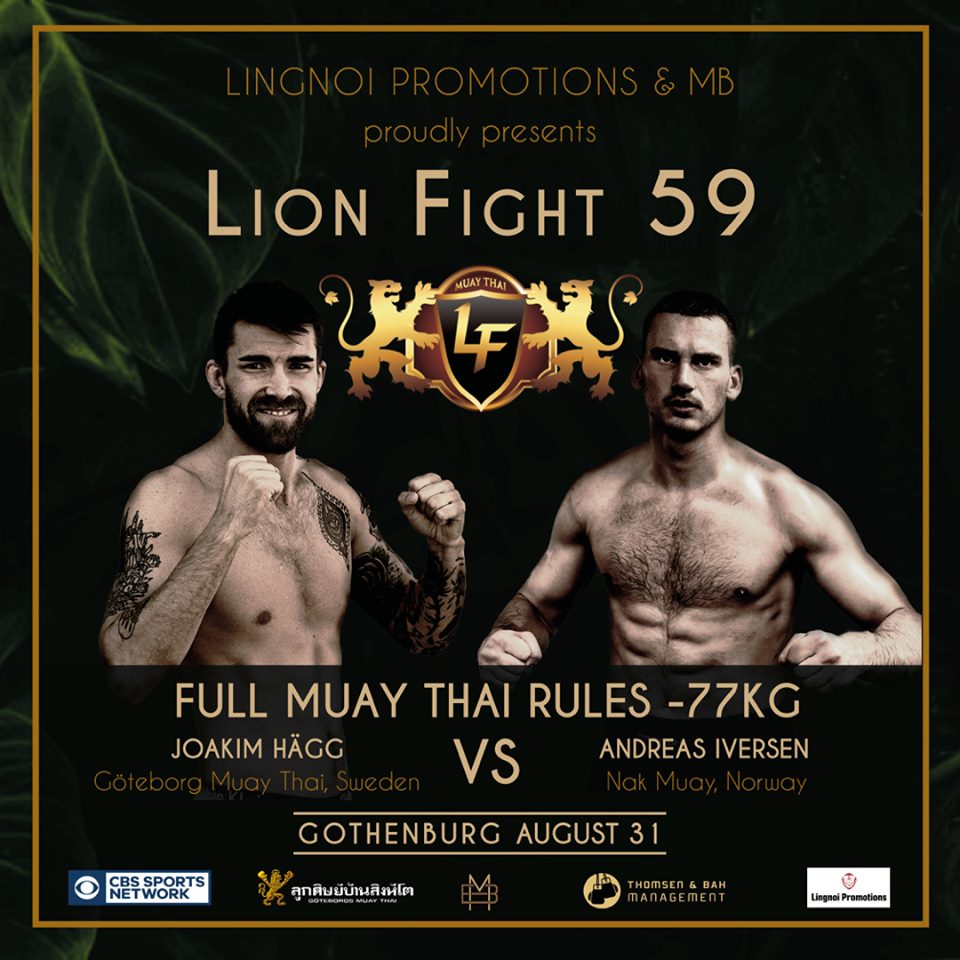 LINGNOI PROMOTIONS & MB
proudly presents
LION FIGHT 59
MUAY THAI
LF
FULL MUAY THAI RULES -77KG
JOAKIM HÄGG
VS
ANDREAS IVERSEN
Göteborg Muay Thai, Sweden
Nak Muay, Norway
GOTHENBURG AUGUST 31
CBS SPORTS
NETWORK
ลูกศิษย์บ้านสิงห์โต
GÖTEBORGS MUAY THAI
MB
THOMSEN & BAH
MANAGEMENT
Lingnoi Promotions